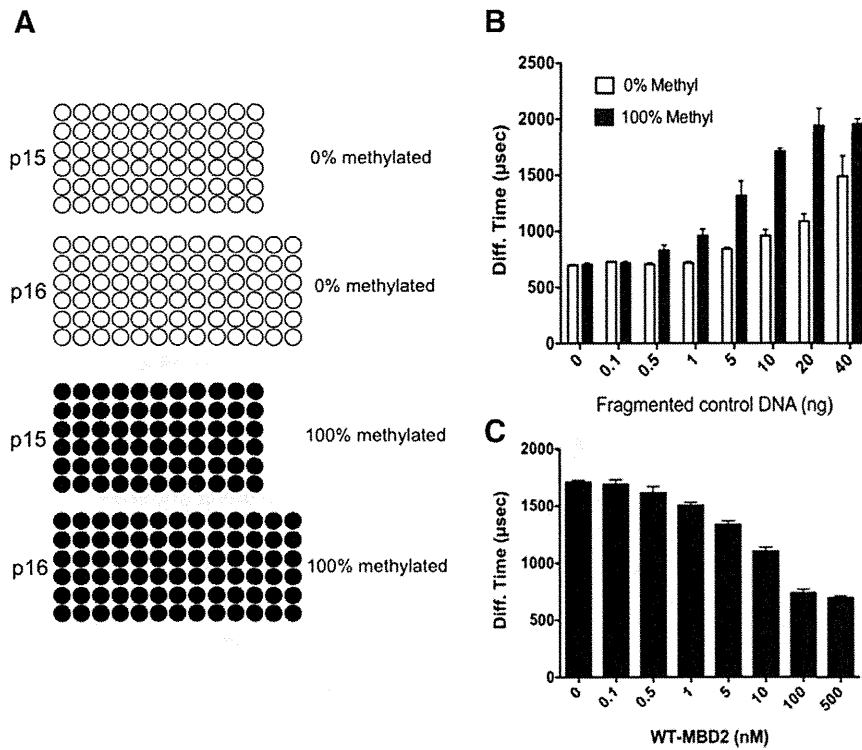 A
p15
0% methylated
p16
0% methylated
p15
100% methylated
p16
100% methylated
B
2500
2000
1500
1000
500
0
Diff. Time (µsec)
0% Methyl
100% Methyl
0
0.1
0.5
1
5
10
20
40
Fragmented control DNA (ng)
C
2000
1500
1000
500
0
Diff. Time (µsec)
0
0.1
0.5
1
5
10
100
500
WT-MBD2 (nM)